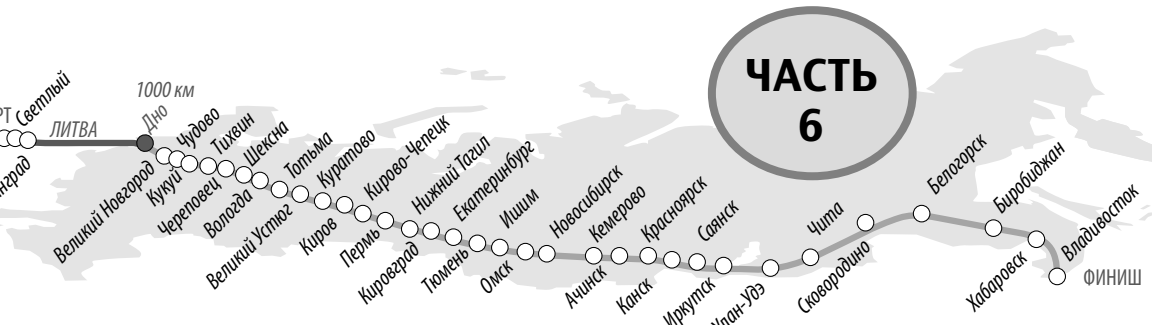 ЧАСТЬ
6
Светлый
ЛИТВА
1000 км
Дно
Великий Новгород
Чудово
Кукуй
Тихвин
Череповец
Шексна
Вологда
Тотьма
Великий Устюг
Куратово
Киров
Кирово-Чепецк
Пермь
Нижний Тагил
Кировград
Екатеринбург
Тюмень
Ишим
Омск
Новосибирск
Ачинск
Кемерово
Канск
Красноярск
Иркутск
Саянск
Улан-Удэ
Чита
Сковородино
Белогорск
Биробиджан
Хабаровск
Владивосток
ФИНИШ